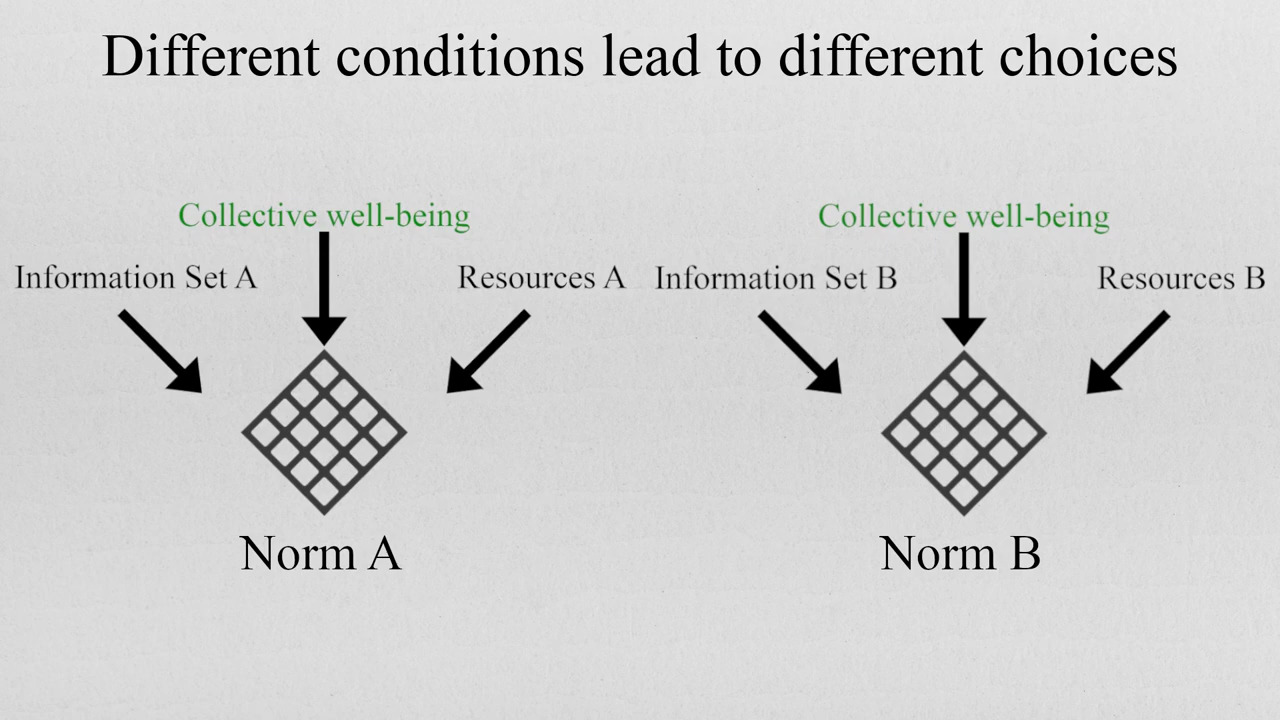 Different conditions lead to different choices
Collective well-being
Information Set A
Resources A
Norm A
Collective well-being
Information Set B
Resources B
Norm B